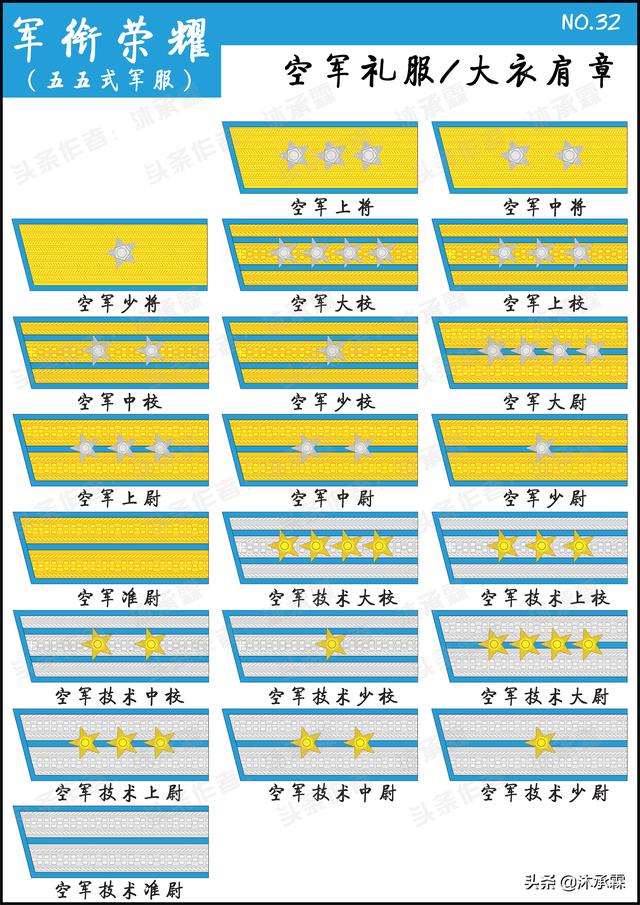 军衔荣耀
（五五式军服）
NO.32
空军礼服/大衣肩章
空军上将
空军中将
空军少将
空军大校
空军上校
空军中校
空军少校
空军大尉
空军上尉
空军中尉
空军少尉
空军准尉
空军技术大校
空军技术上校
空军技术中校
空军技术少校
空军技术大尉
空军技术上尉
空军技术中尉
空军技术少尉
空军技术准尉
头条作者：沐承霖
头条 @沐承霖